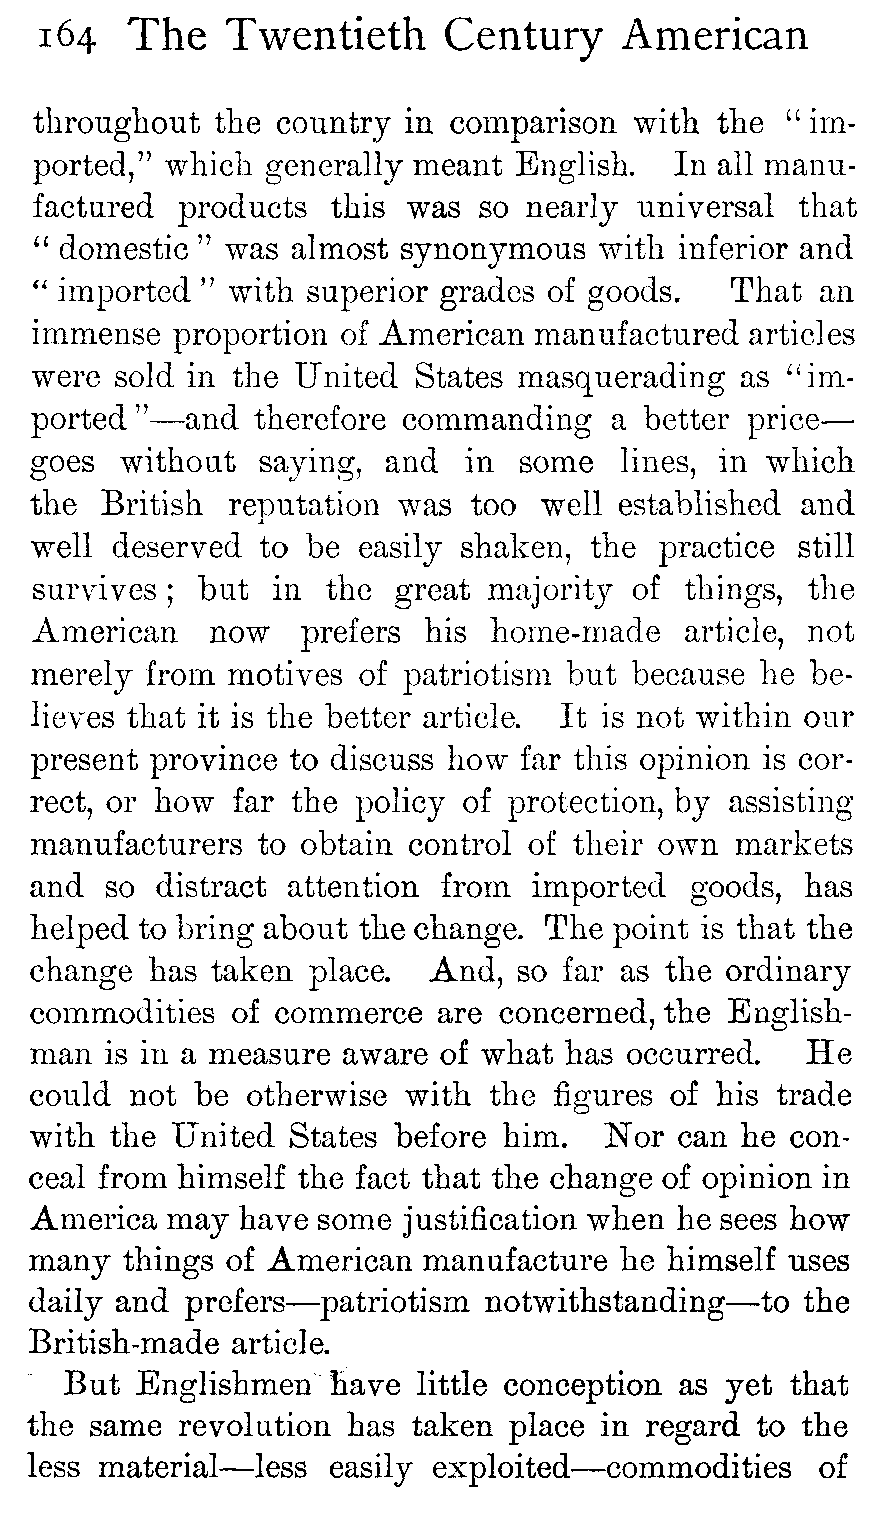 164 The Twentieth Century American
throughout the country in comparison with the “im-
ported,” which generally meant English. In all manu-
factured products this was so nearly universal that
“ domestic ” was almost synonymous with inferior and
“ imported ” with superior grades of goods. That an
immense proportion of American manufactured articles
were sold in the United States masquerading as “im-
ported ”—and therefore commanding a better price—
goes without saying, and in some lines, in which
the British reputation was too well established and
well deserved to be easily shaken, the practice still
survives ; but in the great majority of things, the
American now prefers his home-made article, not
merely from motives of patriotism but because he be-
lieves that it is the better article. It is not within our
present province to discuss how far this opinion is cor-
rect, or how far the policy of protection, by assisting
manufacturers to obtain control of their own markets
and so distract attention from imported goods, has
helped to bring about the change. The point is that the
change has taken place. And, so far as the ordinary
commodities of commerce are concerned, the English-
man is in a measure aware of what has occurred. He
could not be otherwise with the figures of his trade
with the United States before him. Nor can he con-
ceal from himself the fact that the change of opinion in
America may have some justification when he sees how
many things of American manufacture he himself uses
daily and prefers—patriotism notwithstanding—to the
British-made article.
But Englishmen have little conception as yet that
the same revolution has taken place in regard to the
less material—less easily exploited—commodities of